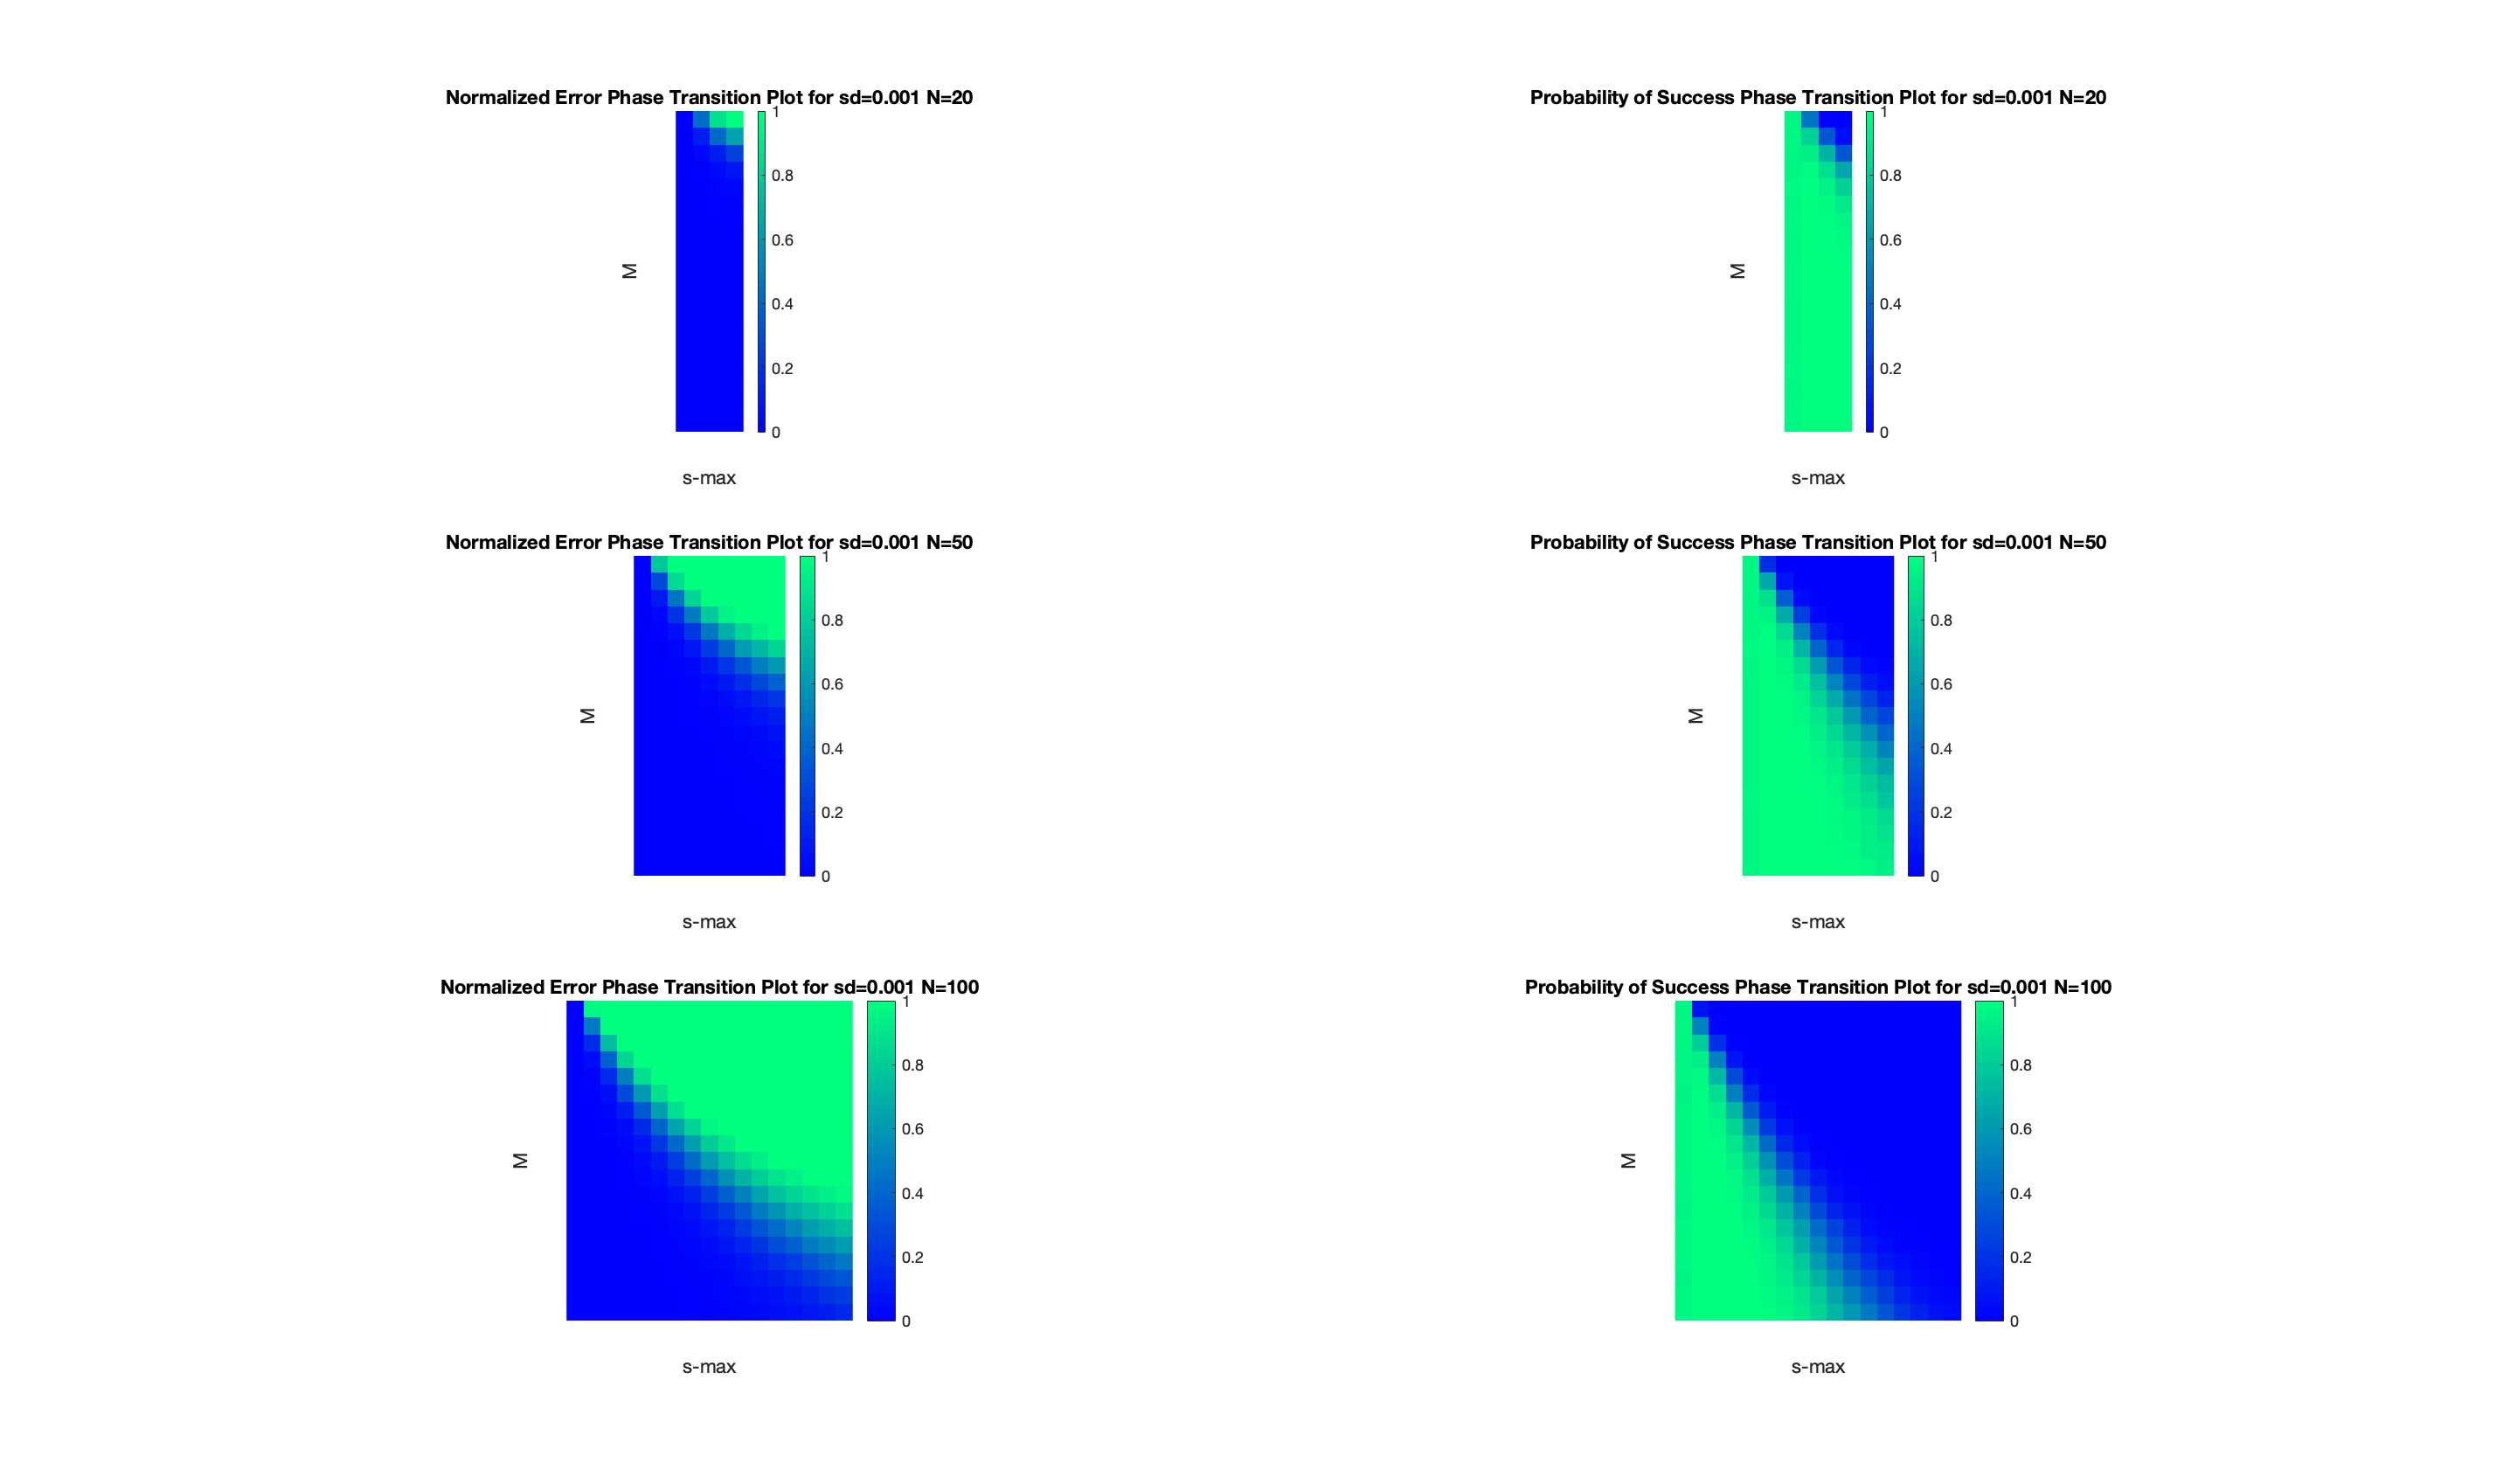 Normalized Error Phase Transition Plot for sd=0.001 N=20
1
0.8
0.6
0.4
0.2
0
M
s-max
Probability of Success Phase Transition Plot for sd=0.001 N=20
1
0.8
0.6
0.4
0.2
0
M
s-max
Normalized Error Phase Transition Plot for sd=0.001 N=50
1
0.8
0.6
0.4
0.2
0
M
s-max
Probability of Success Phase Transition Plot for sd=0.001 N=50
1
0.8
0.6
0.4
0.2
0
M
s-max
Normalized Error Phase Transition Plot for sd=0.001 N=100
1
0.8
0.6
0.4
0.2
0
M
s-max
Probability of Success Phase Transition Plot for sd=0.001 N=100
1
0.8
0.6
0.4
0.2
0
M
s-max